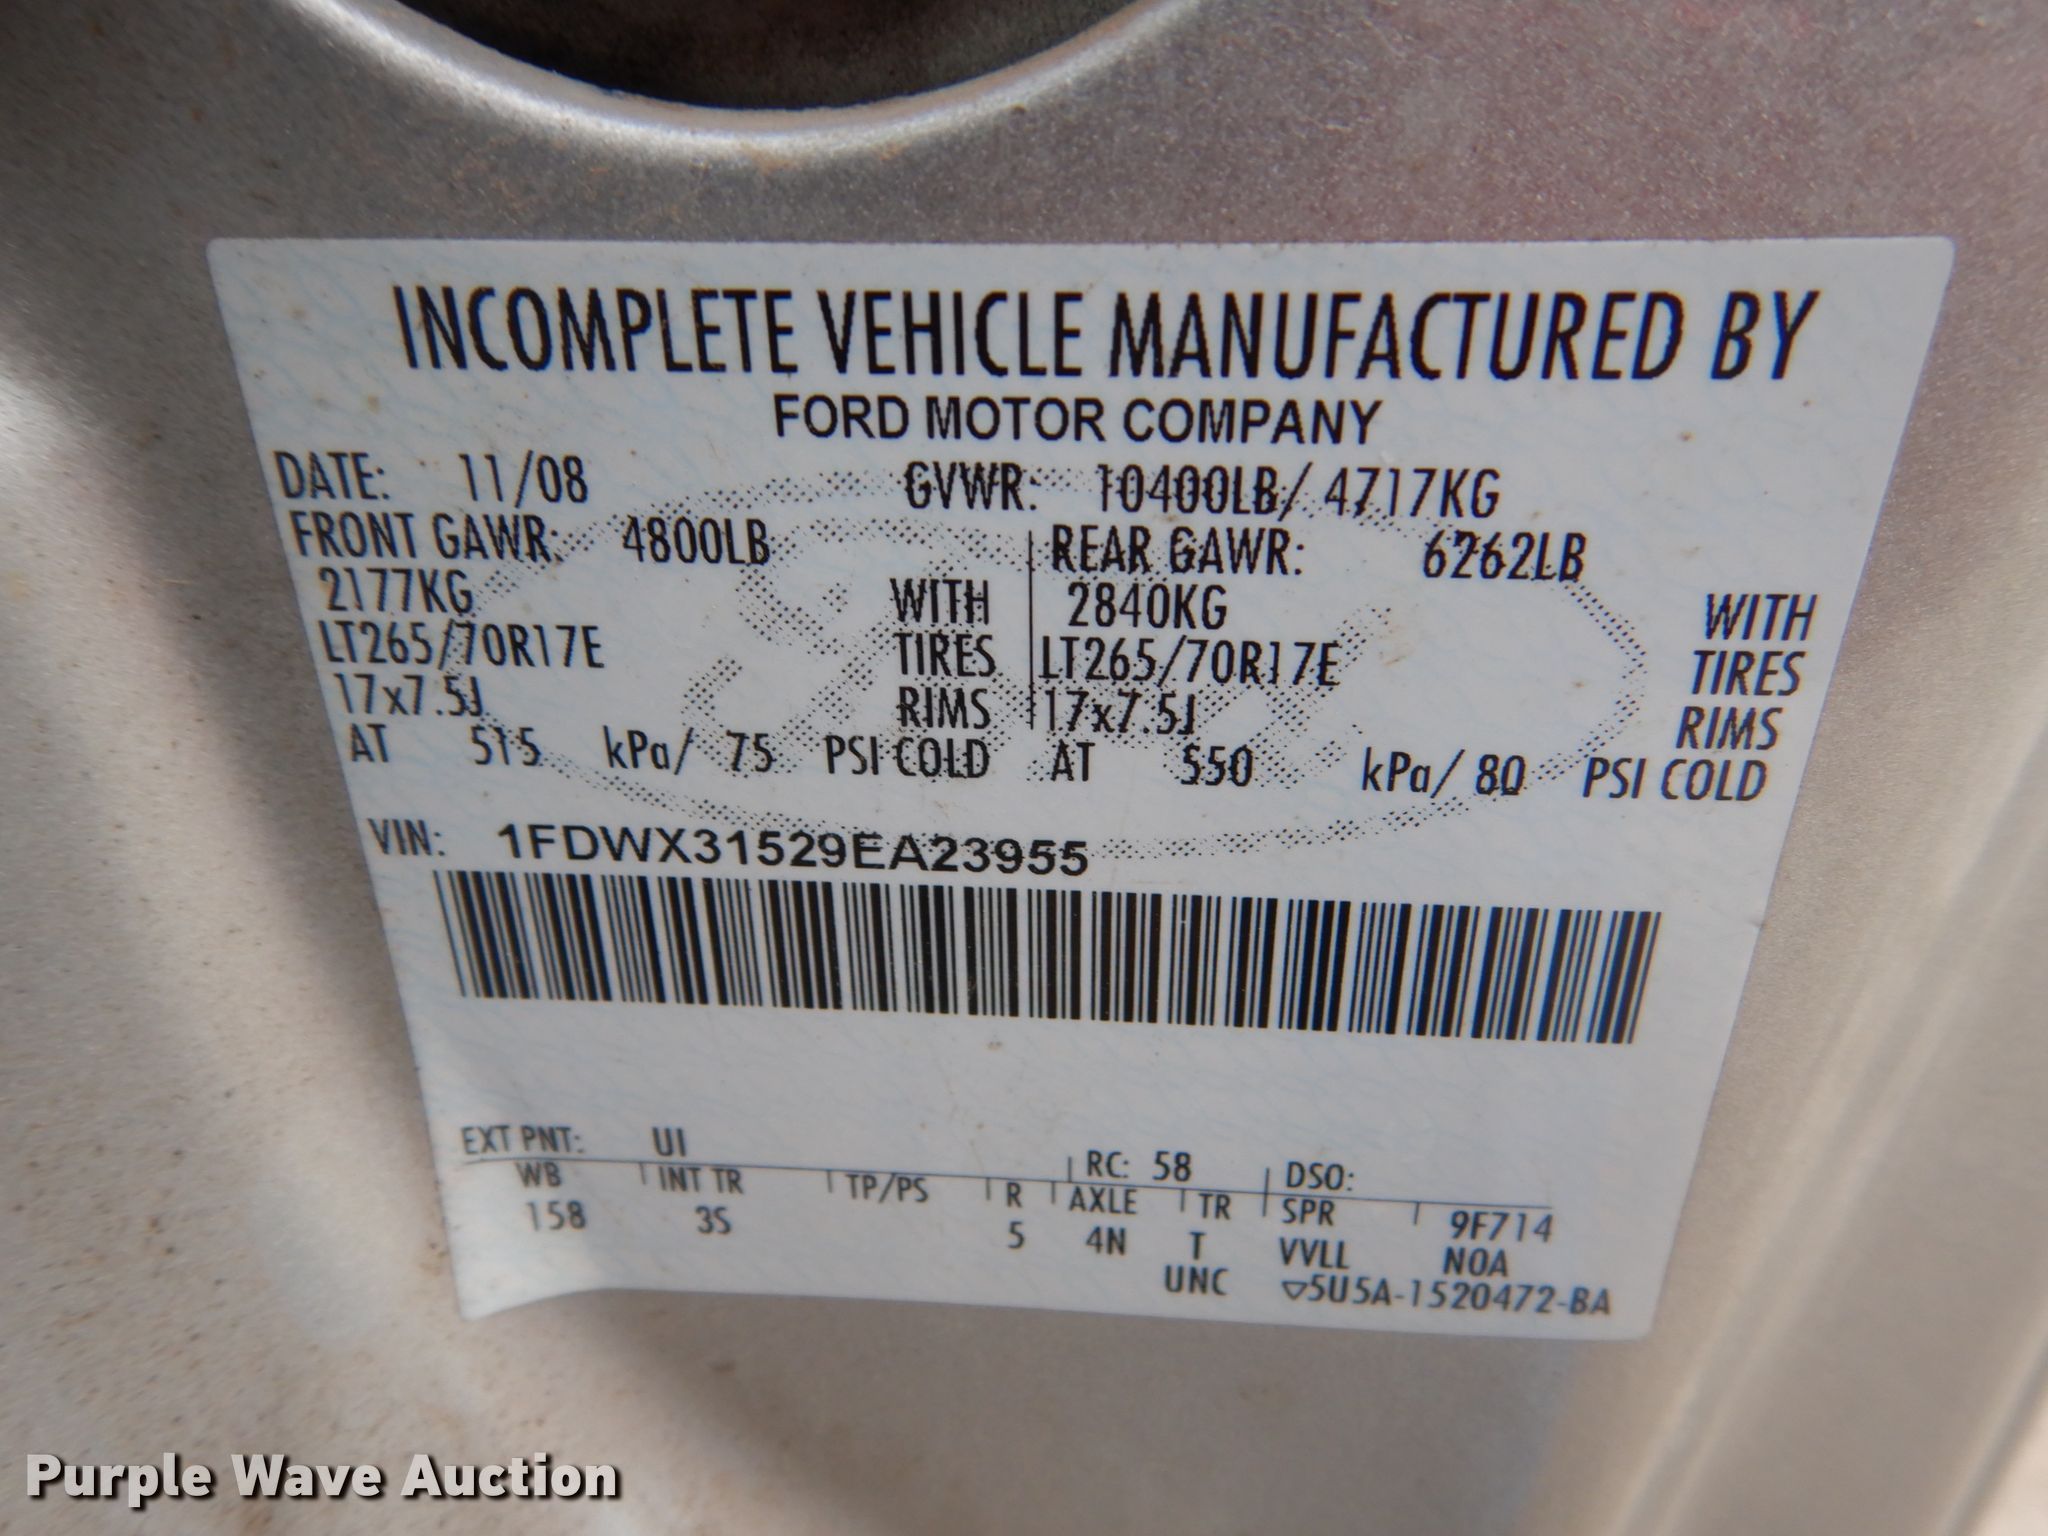 INCOMPLETE VEHICLE MANUFACTURED BY
FORD MOTOR COMPANY
DATE: 11/08 GVWR: 10400LB/ 4717KG
FRONT GAWR: 4800LB REAR GAWR: 6262LB
2177KG WITH 2840KG WITH
LT265/70R17E TIRES LT265/70R17E TIRES
17x7.5J RIMS 17x7.5J RIMS
AT 515 kPa/ 75 PSI COLD AT 550 kPa/ 80 PSI COLD
VIN: 1FDWX31529EA23955
EXT PNT: UI RC: 58 DSO:
WB INT TR TP/PS R AXLE TR SPR 9F714
158 3S 5 4N T VVLL NOA
UNC ▽5U5A-1520472-BA
Purple Wave Auction